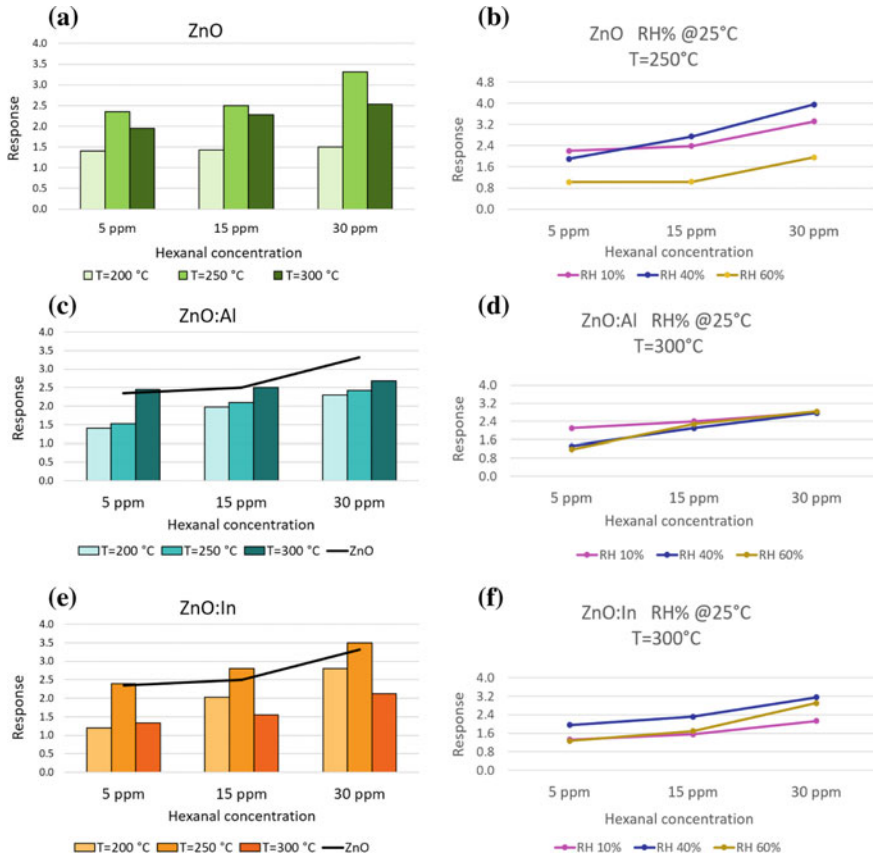 (a)
ZnO
4.0
3.5
3.0
2.5
2.0
1.5
1.0
0.5
0.0
Response
5 ppm 15 ppm 30 ppm
Hexanal concentration
T=200 °C T=250 °C T=300 °C
(b)
ZnO RH% @25°C
T=250°C
4.8
4.0
3.2
2.4
1.6
0.8
0.0
Response
5 ppm 15 ppm 30 ppm
Hexanal concentration
RH 10% RH 40% RH 60%
(c)
ZnO:Al
4.0
3.5
3.0
2.5
2.0
1.5
1.0
0.5
0.0
Response
5 ppm 15 ppm 30 ppm
Hexanal concentration
T=200 °C T=250 °C T=300 °C ZnO
(d)
ZnO:Al RH% @25°C
T=300°C
4.0
3.2
2.4
1.6
0.8
0.0
Response
5 ppm 15 ppm 30 ppm
Hexanal concentration
RH 10% RH 40% RH 60%
(e)
ZnO:In
4.0
3.5
3.0
2.5
2.0
1.5
1.0
0.5
0.0
Response
5 ppm 15 ppm 30 ppm
Hexanal concentration
T=200 °C T=250 °C T=300 °C ZnO
(f)
ZnO:In RH% @25°C
T=300°C
4.0
3.2
2.4
1.6
0.8
0.0
Response
5 ppm 15 ppm 30 ppm
Hexanal concentration
RH 10% RH 40% RH 60%